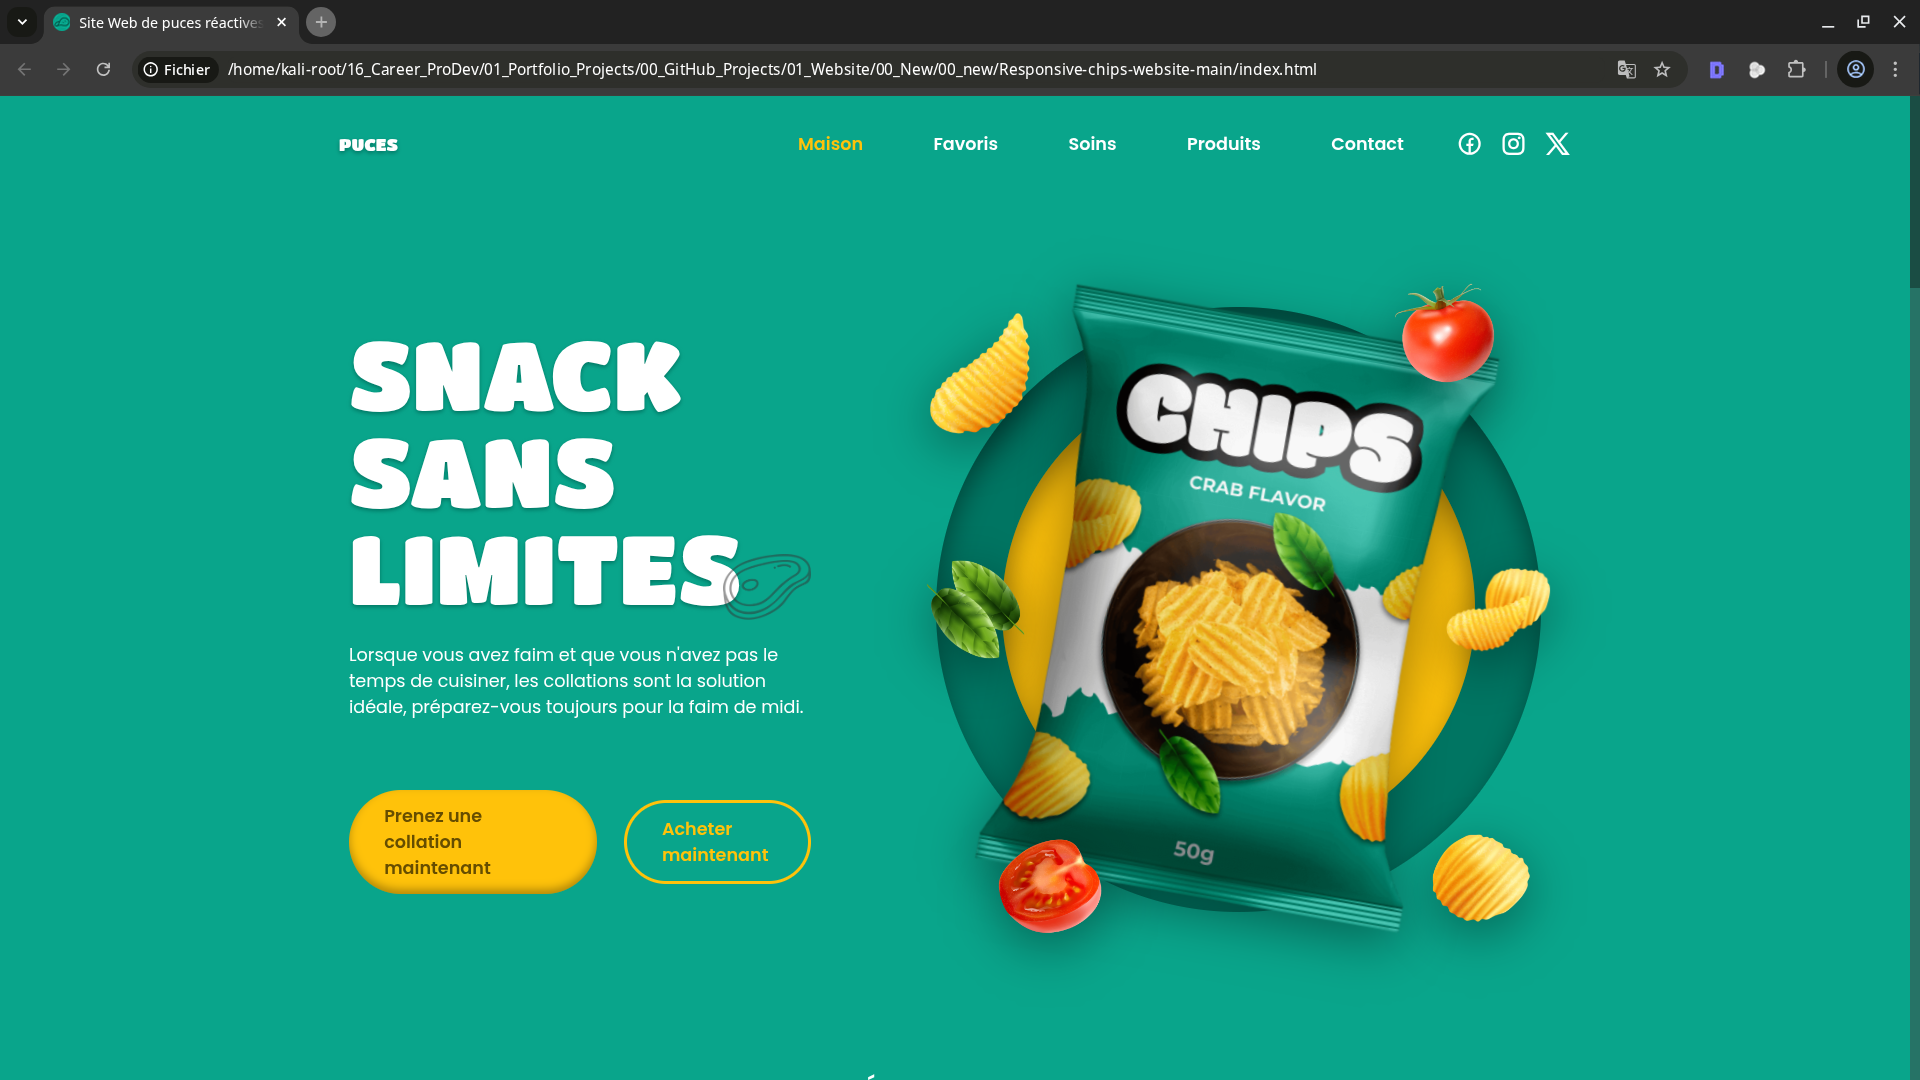 Site Web de puces réactives
Fichier
/home/kali-root/16_Career_ProDev/01_Portfolio_Projects/00_GitHub_Projects/01_Website/00_New/00_new/Responsive-chips-website-main/index.html
PUCES
Maison
Favoris
Soins
Produits
Contact
SNACK
SANS
LIMITES
Lorsque vous avez faim et que vous n'avez pas le
temps de cuisiner, les collations sont la solution
idéale, préparez-vous toujours pour la faim de midi.
Prenez une
collation
maintenant
Acheter
maintenant
CHIPS
CRAB FLAVOR
50g